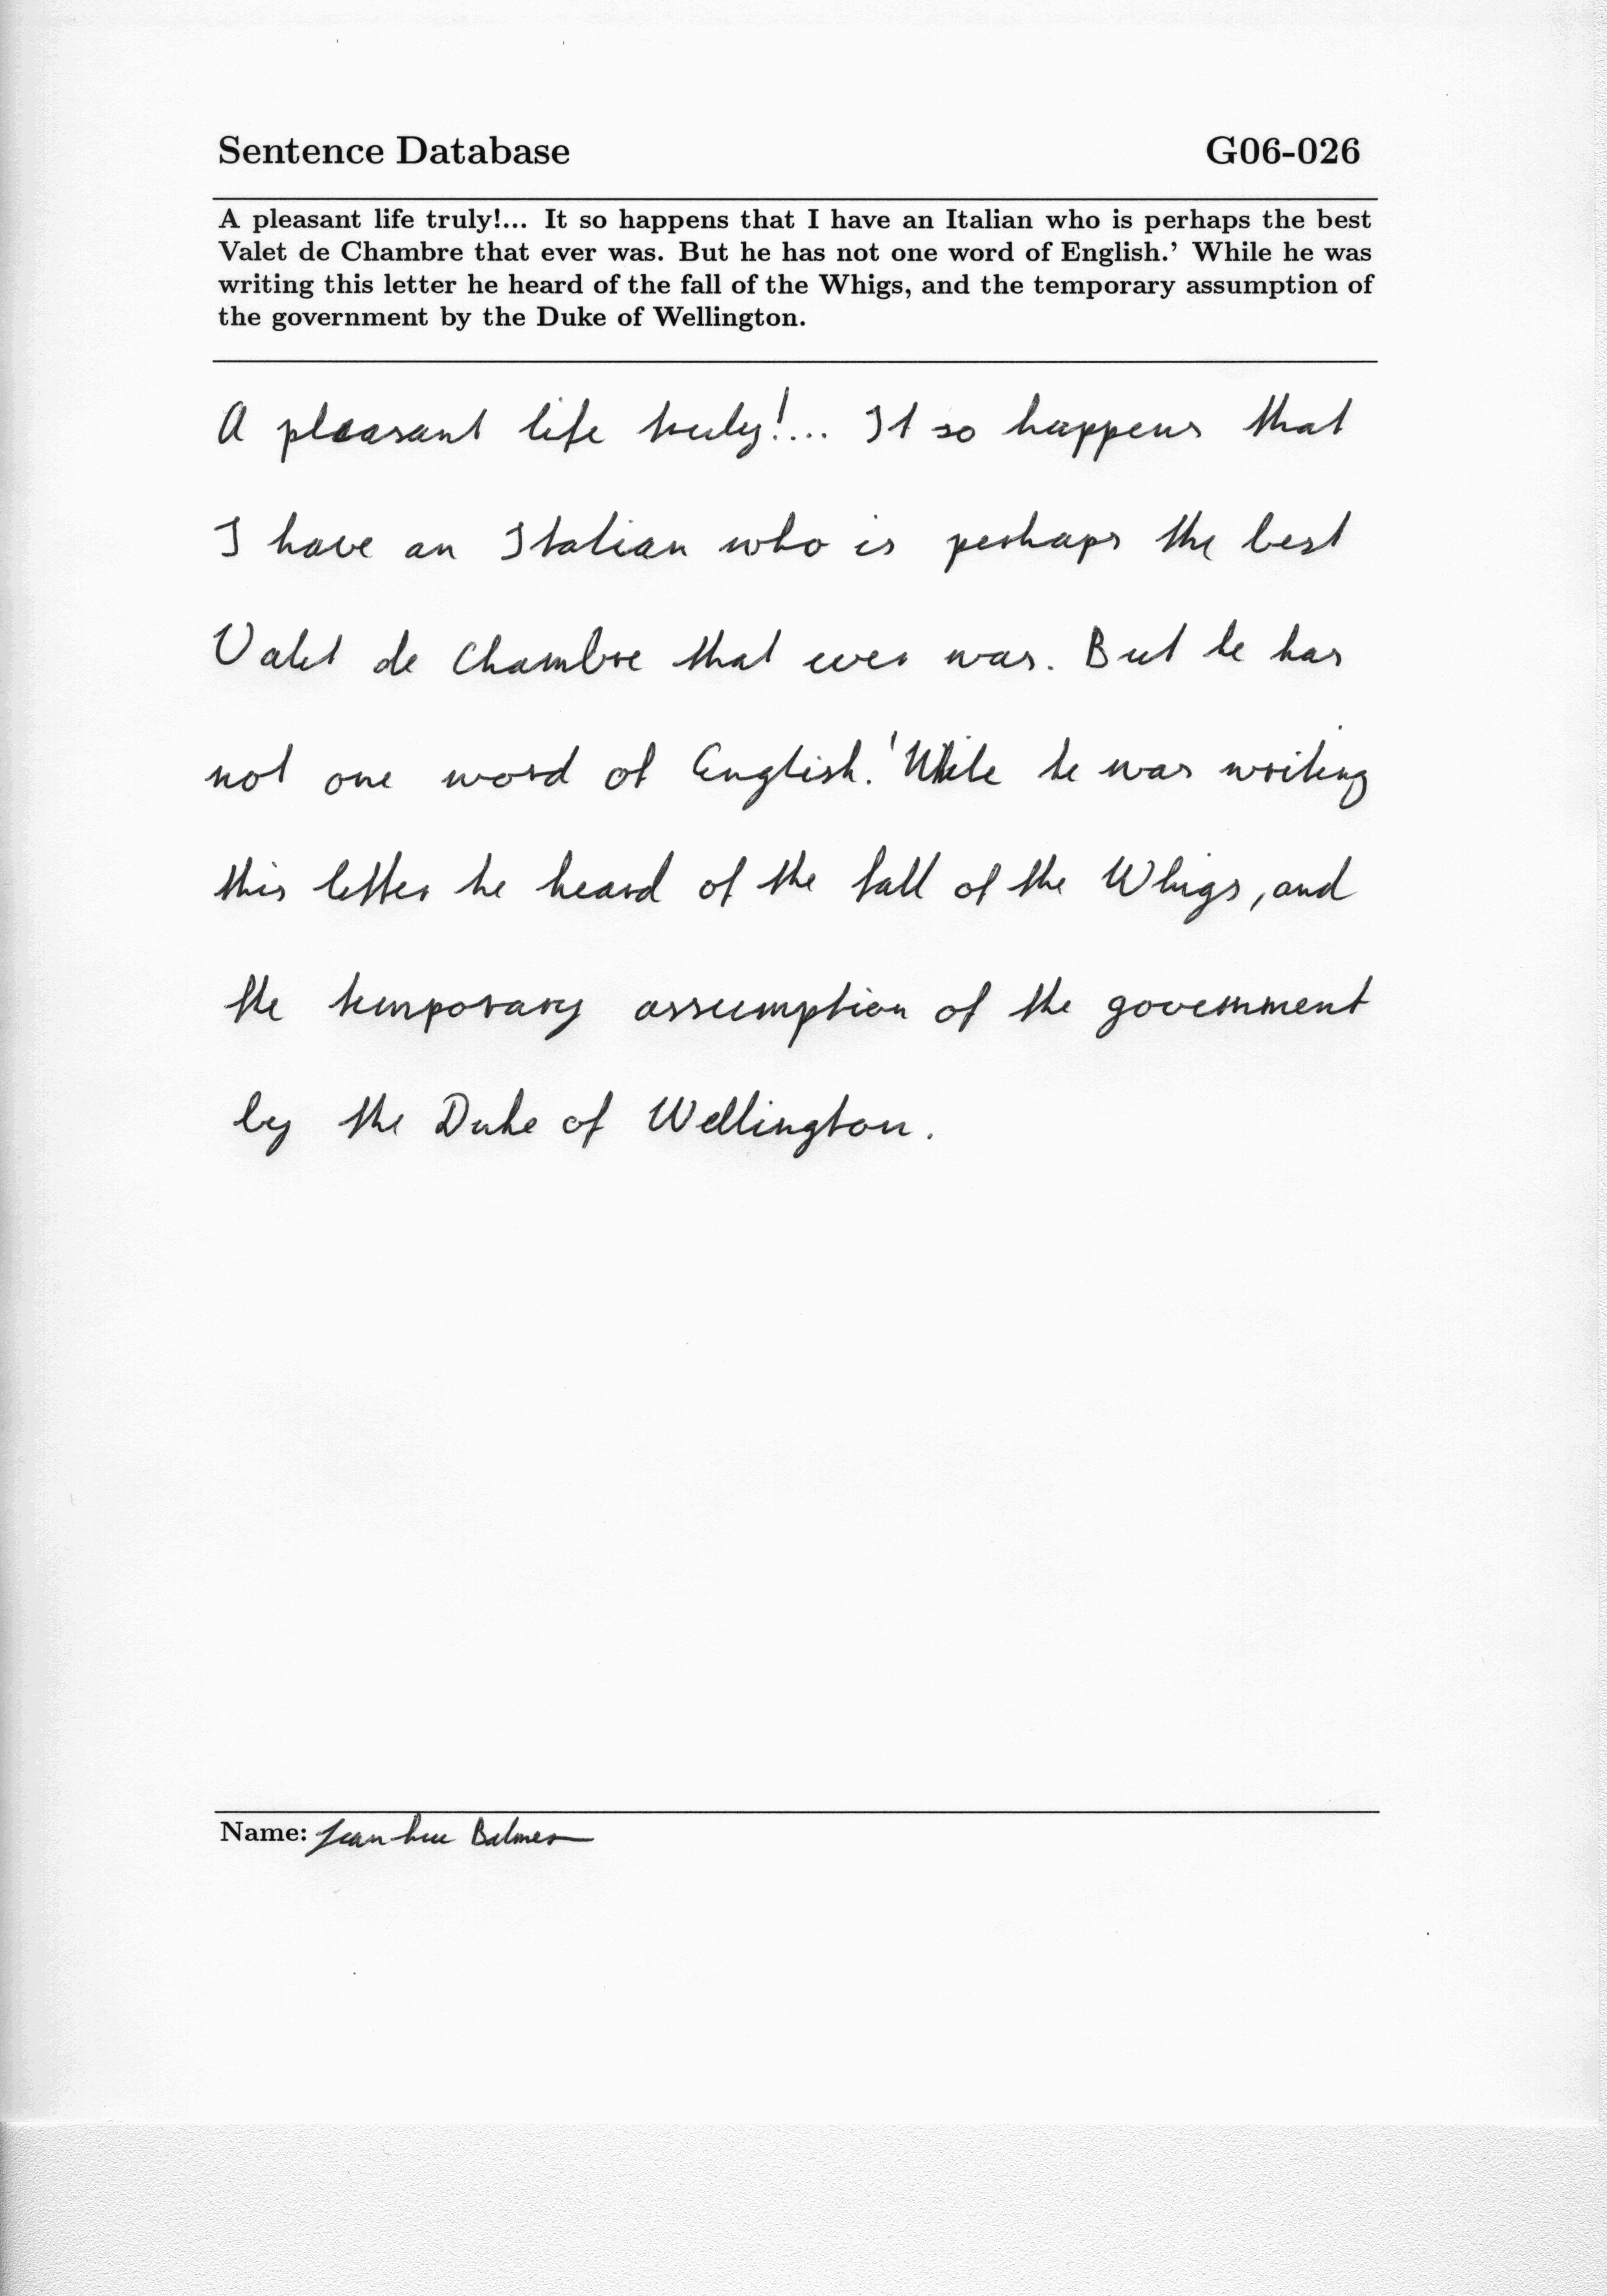 Sentence Database G06-026
A pleasant life truly!... It so happens that I have an Italian who is perhaps the best
Valet de Chambre that ever was. But he has not one word of English.' While he was
writing this letter he heard of the fall of the Whigs, and the temporary assumption of
the government by the Duke of Wellington.
A pleasant life truly!... It so happens that
I have an Italian who is perhaps the best
Valet de Chambre that ever was. But he has
not one word of English.' While he was writing
this letter he heard of the fall of the Whigs, and
the temporary assumption of the government
by the Duke of Wellington.
Name: Jean-Luc Balmer